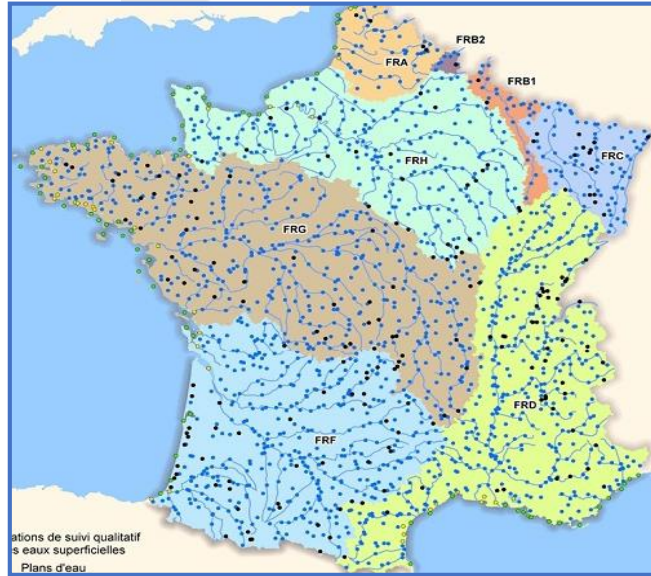 FRB2
FRA
FRB1
FRH
FRC
FRG
FRD
FRF
ations de suivi qualitatif
s eaux superficielles
Plans d'eau